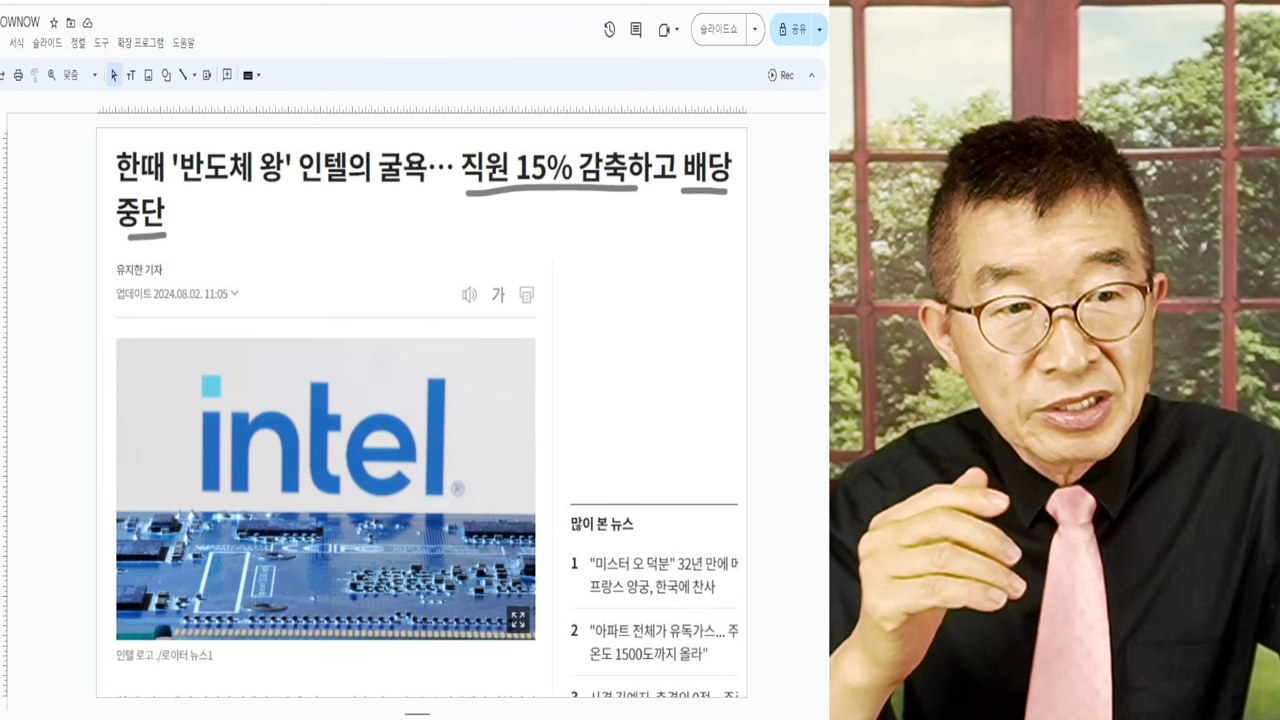 OWNOW
서식 슬라이드 정렬 도구 확장 프로그램 도움말
슬라이드쇼
공유
맞춤
Rec
한때 '반도체 왕' 인텔의 굴욕… 직원 15% 감축하고 배당
중단
유지한 기자
업데이트 2024.08.02. 11:05
가
intel
®
인텔 로고 ./로이터 뉴스1
많이 본 뉴스
1 "미스터 오 덕분" 32년 만에 메
프랑스 양궁, 한국에 찬사
2 "아파트 전체가 유독가스... 주
온도 1500도까지 올라"